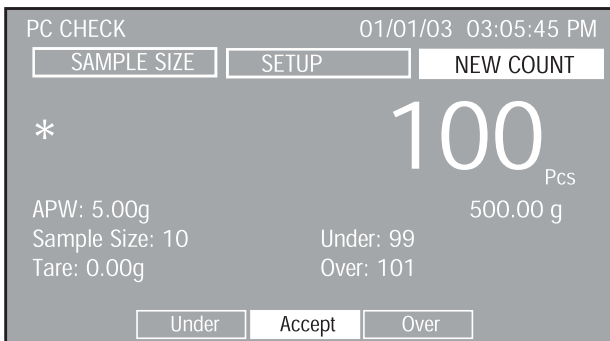 PC CHECK 01/01/03 03:05:45 PM
SAMPLE SIZE SETUP NEW COUNT
* 100 Pcs
APW: 5.00g 500.00 g
Sample Size: 10 Under: 99
Tare: 0.00g Over: 101
Under Accept Over